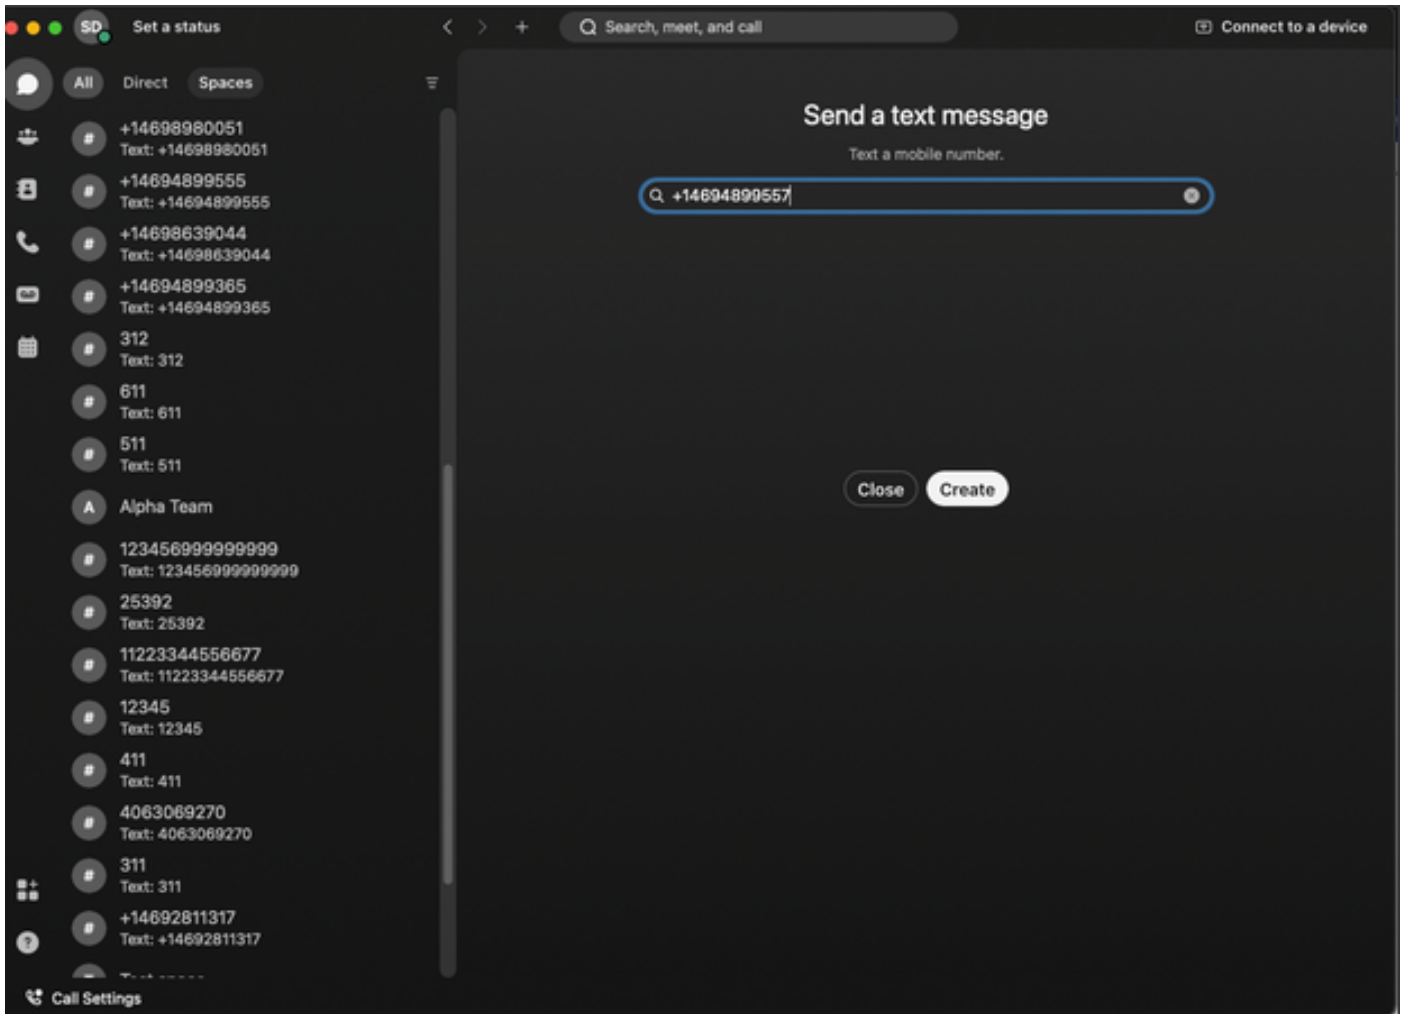 SD
Set a status
Search, meet, and call
Connect to a device
All
Direct
Spaces
+14698980051
Text: +14698980051
+14694899555
Text: +14694899555
+14698639044
Text: +14698639044
+14694899365
Text: +14694899365
312
Text: 312
611
Text: 611
511
Text: 511
A
Alpha Team
123456999999999
Text: 123456999999999
25392
Text: 25392
11223344556677
Text: 11223344556677
12345
Text: 12345
411
Text: 411
4063069270
Text: 4063069270
311
Text: 311
+14692811317
Text: +14692811317
Call Settings
Send a text message
Text a mobile number.
+14694899557
Close
Create